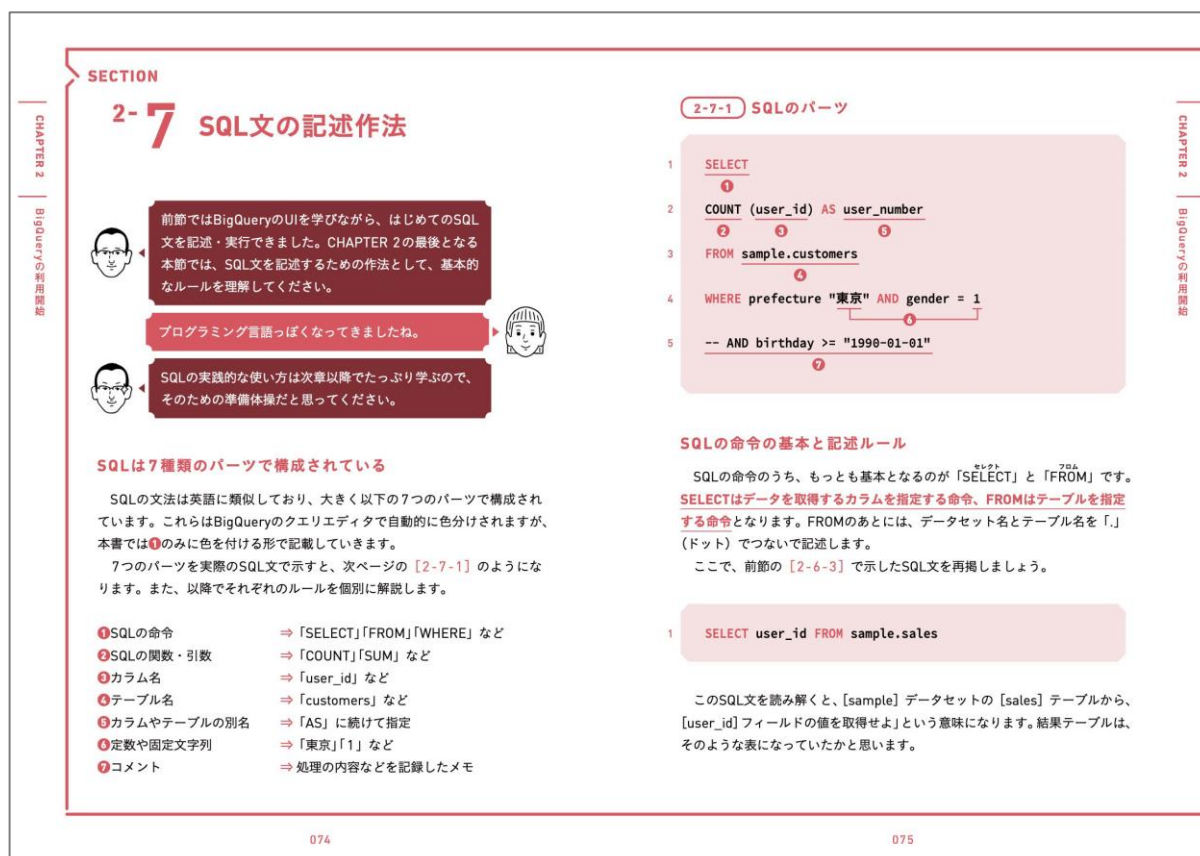 CHAPTER 2
BigQueryの利用開始
SECTION
2-7 SQL文の記述作法
前節ではBigQueryのUIを学びながら、はじめてのSQL
文を記述・実行できました。CHAPTER 2の最後となる
本節では、SQL文を記述するための作法として、基本的
なルールを理解してください。
プログラミング言語っぽくなってきましたね。
SQLの実践的な使い方は次章以降でたっぷり学ぶので、
そのための準備体操だと思ってください。
SQLは7種類のパーツで構成されている
SQLの文法は英語に類似しており、大きく以下の7つのパーツで構成され
ています。これらはBigQueryのクエリエディタで自動的に色分けされますが、
本書では❶のみに色を付ける形で記載していきます。
7つのパーツを実際のSQL文で示すと、次ページの［2-7-1］のようにな
ります。また、以降でそれぞれのルールを個別に解説します。
❶SQLの命令 ⇒「SELECT」「FROM」「WHERE」など
❷SQLの関数・引数 ⇒「COUNT」「SUM」など
❸カラム名 ⇒「user_id」など
❹テーブル名 ⇒「customers」など
❺カラムやテーブルの別名 ⇒「AS」に続けて指定
❻定数や固定文字列 ⇒「東京」「1」など
❼コメント ⇒処理の内容などを記録したメモ
074
2-7-1 SQLのパーツ
1 SELECT
❶
2 COUNT (user_id) AS user_number
❷ ❸ ❺
3 FROM sample.customers
❹
4 WHERE prefecture "東京" AND gender = 1
❻
5 -- AND birthday >= "1990-01-01"
❼
SQLの命令の基本と記述ルール
セレクト フロム
SQLの命令のうち、もっとも基本となるのが「SELECT」と「FROM」です。
SELECTはデータを取得するカラムを指定する命令、FROMはテーブルを指定
する命令となります。FROMのあとには、データセット名とテーブル名を「.」
（ドット）でつないで記述します。
ここで、前節の［2-6-3］で示したSQL文を再掲しましょう。
1 SELECT user_id FROM sample.sales
このSQL文を読み解くと、［sample］データセットの［sales］テーブルから、
［user_id］フィールドの値を取得せよ」という意味になります。結果テーブルは、
そのような表になっていたかと思います。
075
CHAPTER 2
BigQueryの利用開始